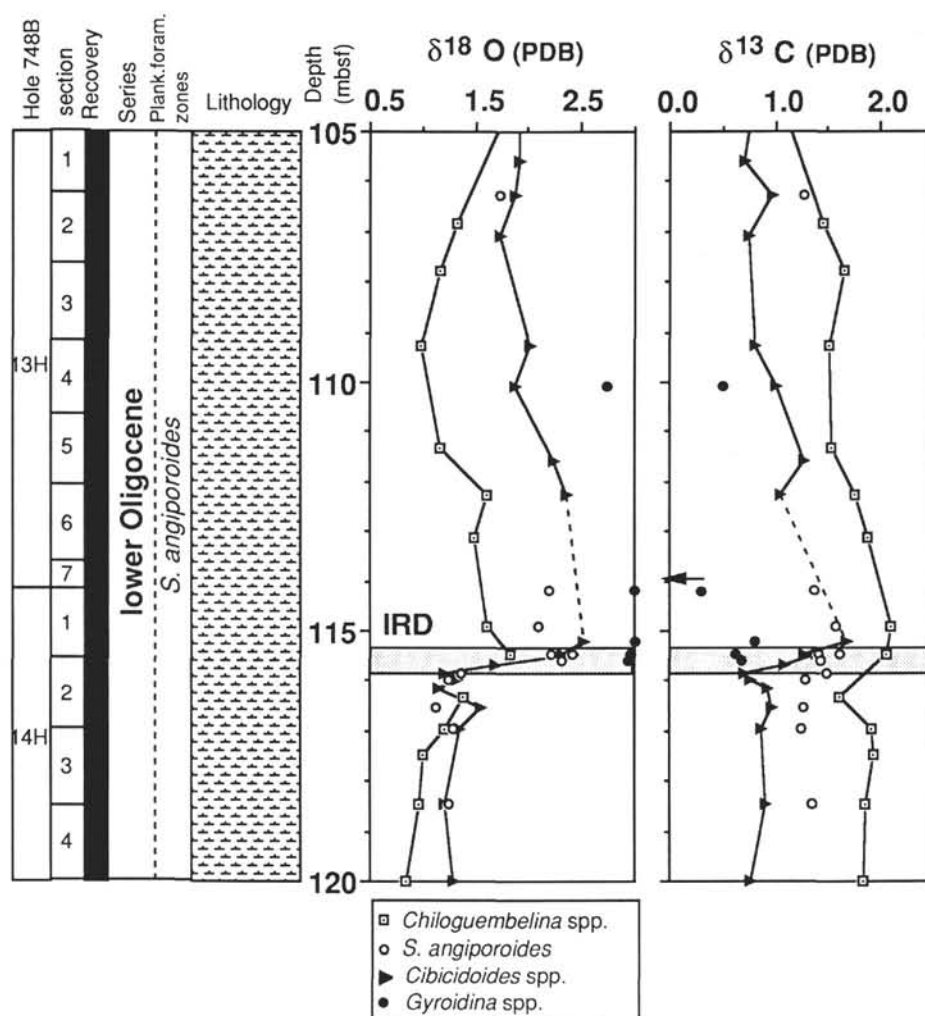 Hole 748B
section
Recovery
Series
Plank.foram.
zones
Lithology
Depth
(mbsf)
δ18 O (PDB)
δ13 C (PDB)
0.5 1.5 2.5
0.0 1.0 2.0
105
110
115
120
13H
14H
1
2
3
4
5
6
7
1
2
3
4
lower Oligocene
S. angiporoides
IRD
Chiloguembelina spp.
S. angiporoides
Cibicidoides spp.
Gyroidina spp.